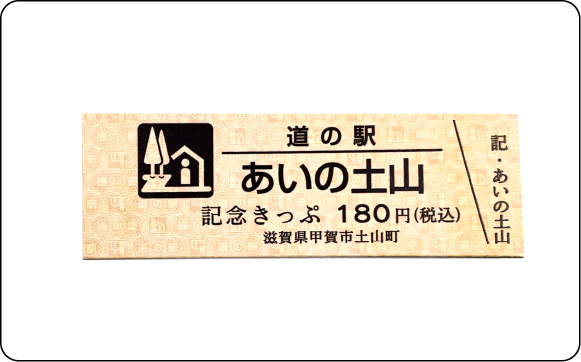 道の駅
あいの土山
記念きっぷ 180円(税込)
滋賀県甲賀市土山町
記・あいの土山